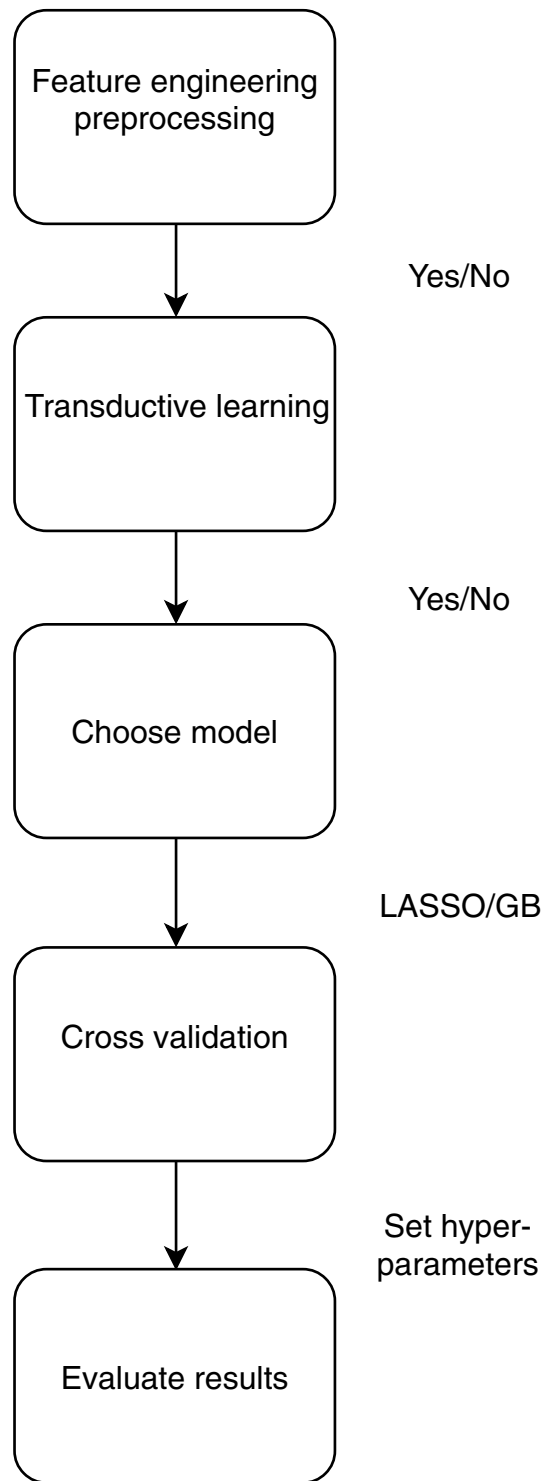 Feature engineering
preprocessing
Yes/No
Transductive learning
Yes/No
Choose model
LASSO/GB
Cross validation
Set hyper-
parameters
Evaluate results